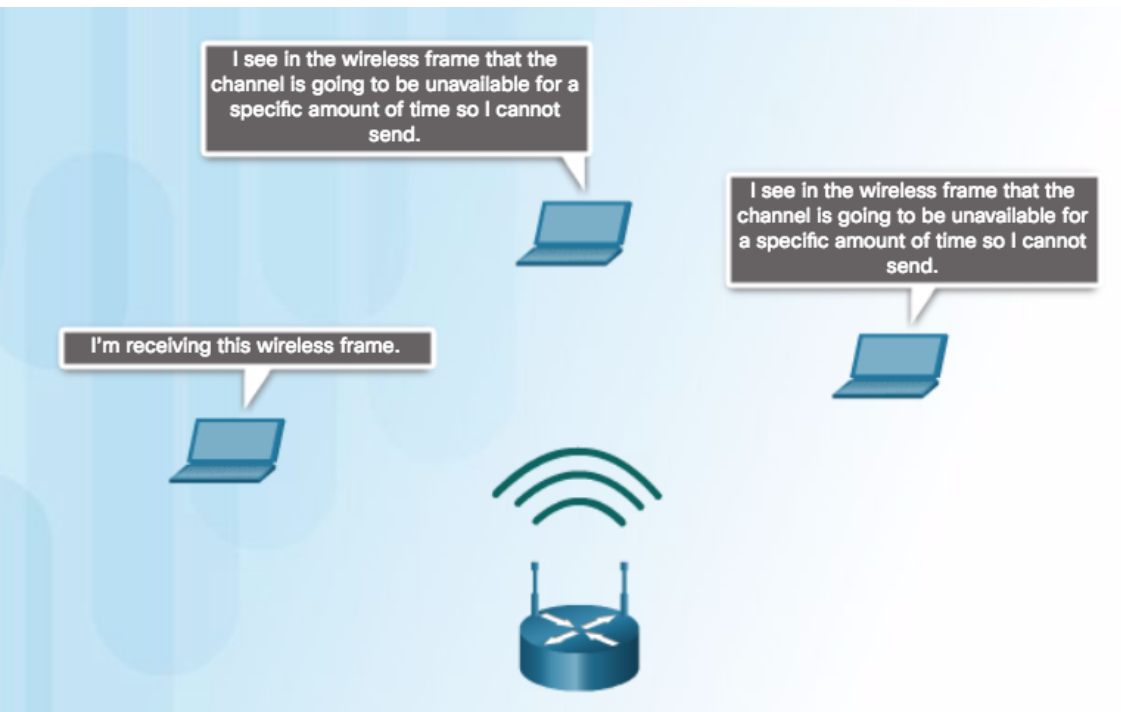 I see in the wireless frame that the
channel is going to be unavailable for a
specific amount of time so I cannot
send.
I see in the wireless frame that the
channel is going to be unavailable for
a specific amount of time so I cannot
send.
I'm receiving this wireless frame.